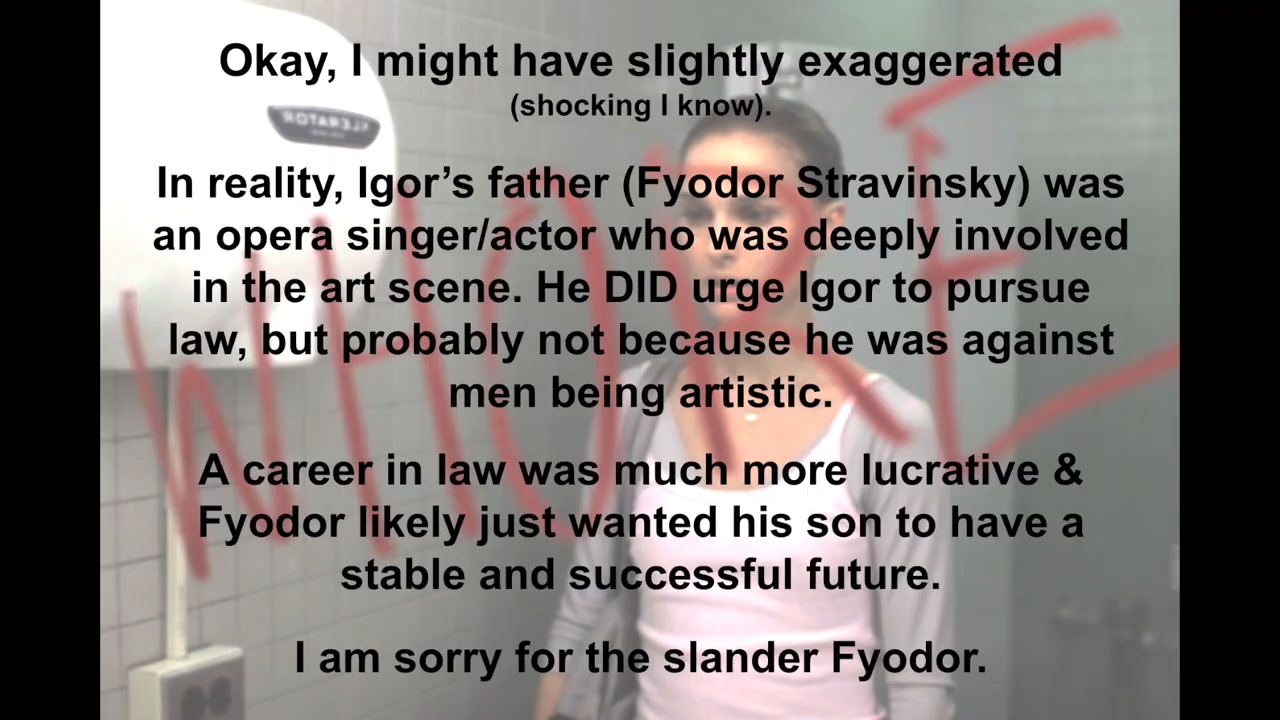 Okay, I might have slightly exaggerated
(shocking I know).
In reality, Igor’s father (Fyodor Stravinsky) was
an opera singer/actor who was deeply involved
in the art scene. He DID urge Igor to pursue
law, but probably not because he was against
men being artistic.
A career in law was much more lucrative &
Fyodor likely just wanted his son to have a
stable and successful future.
I am sorry for the slander Fyodor.
WHORE
XLERATOR